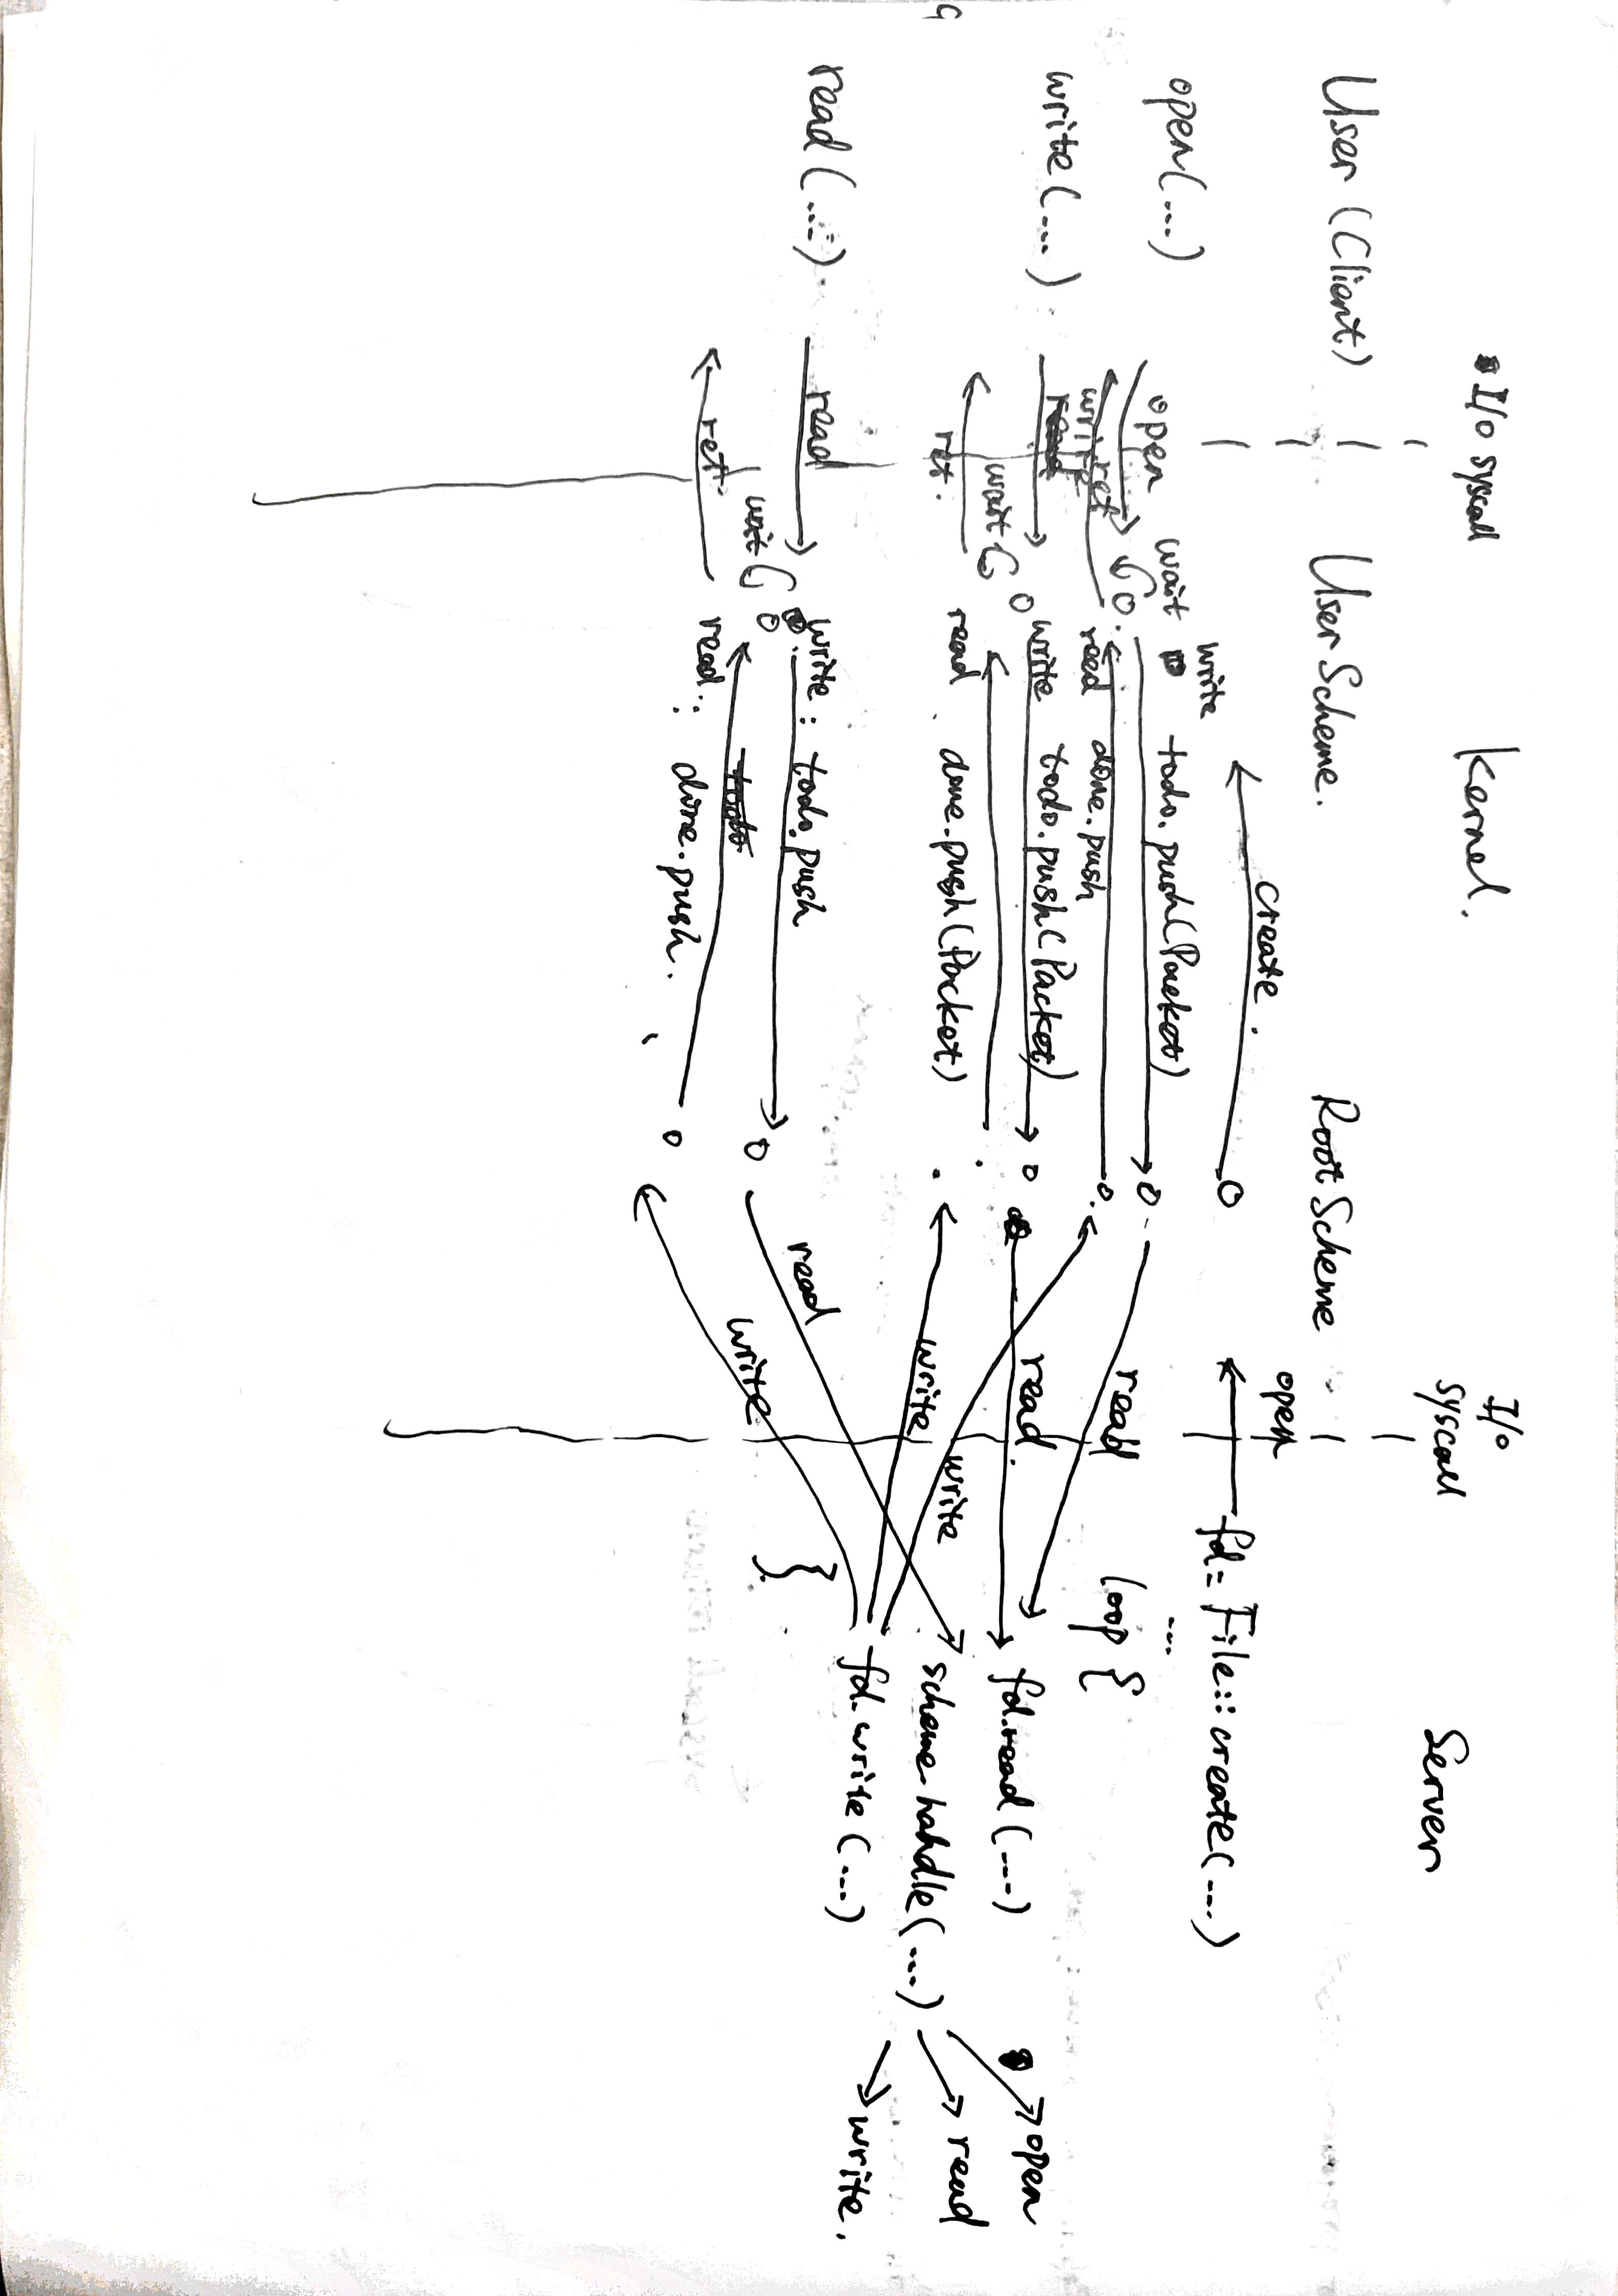 I/o syscall
Kernel.
I/o
syscall
Server
User (Client)
User Scheme.
Root Scheme
create.
open
fd = File::create(....)
....
open(...)
open
wait
write
todo.push(Packet)
read
loop {
ret
read
done.push
write
write(....)
write
write
todo.push(Packet)
read.
fd.read(....)
open
wait
ret.
read
done.push(Packet)
write
scheme.handle(....)
read
read(....)
read
write: todo.push
read
fd.write(....)
write.
wait
ret.
read:
done.push.
write
}